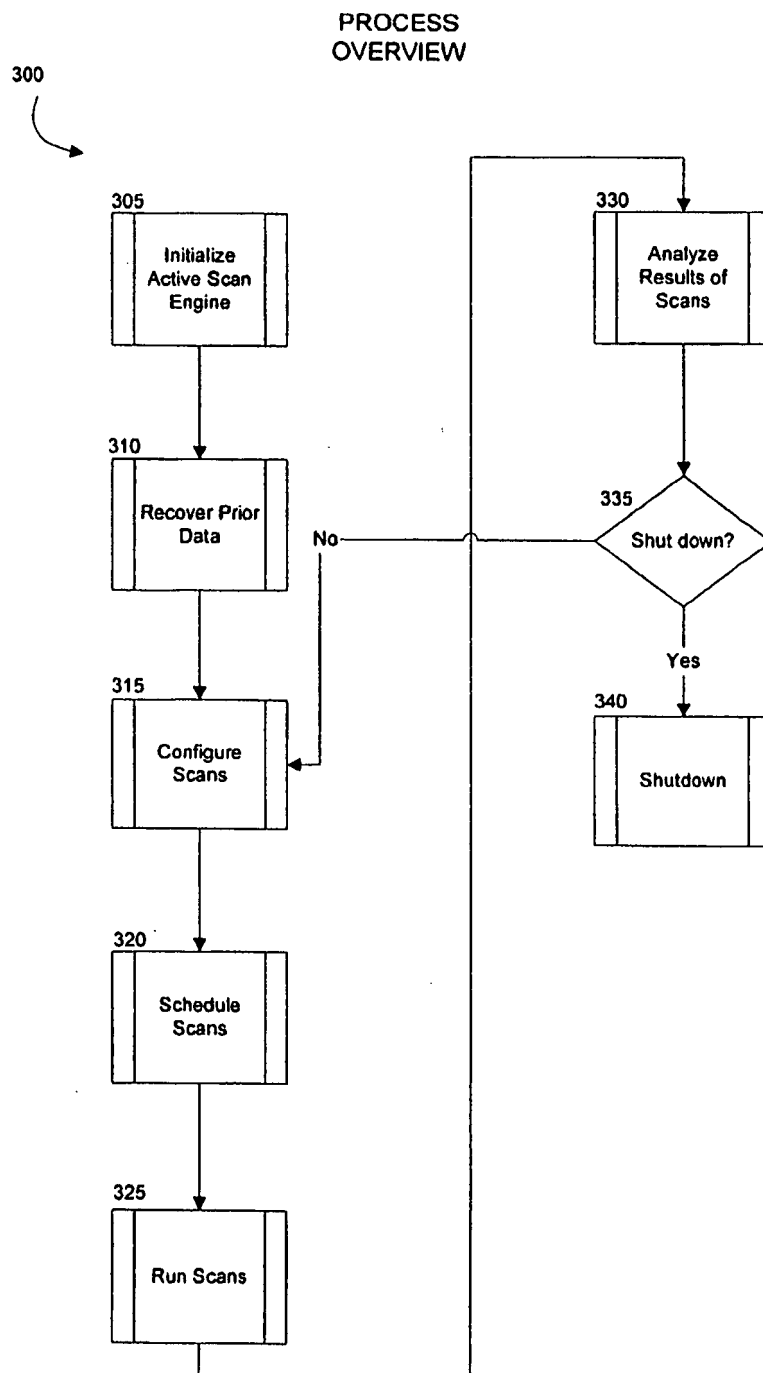 PROCESS
OVERVIEW
300
305
Initialize
Active Scan
Engine
310
Recover Prior
Data
315
Configure
Scans
320
Schedule
Scans
325
Run Scans
330
Analyze
Results of
Scans
335
Shut down?
No
Yes
340
Shutdown